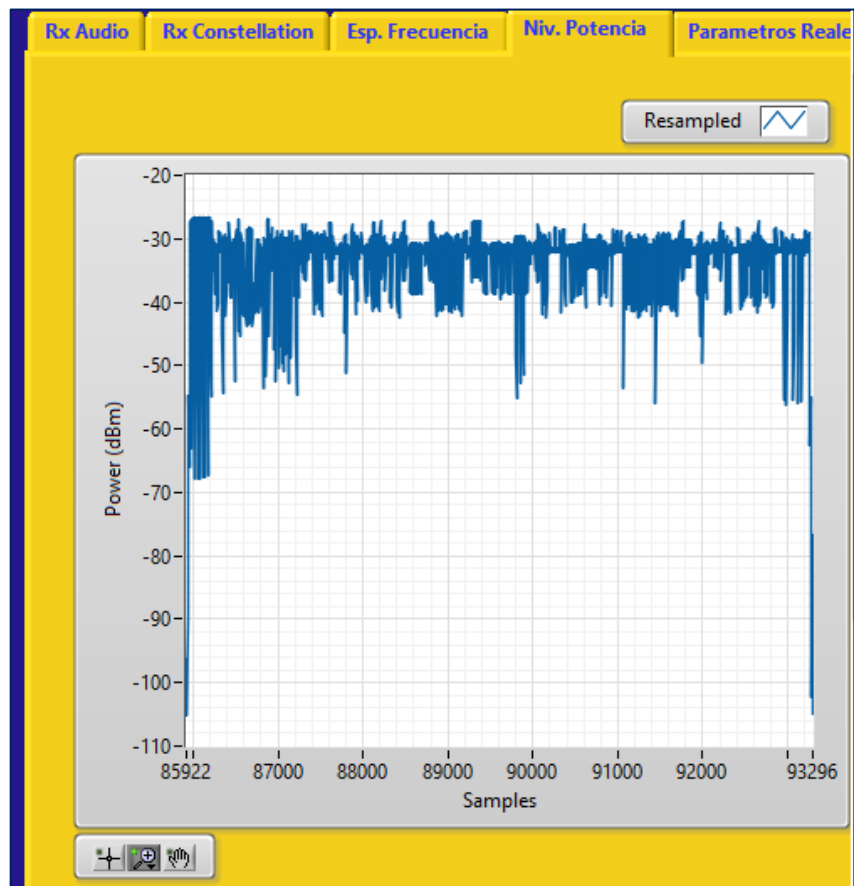 Rx Audio Rx Constellation Esp. Frecuencia Niv. Potencia Parametros Reale
Resampled
-20
-30
-40
-50
-60
-70
-80
-90
-100
-110
Power (dBm)
85922 87000 88000 89000 90000 91000 92000 93296
Samples